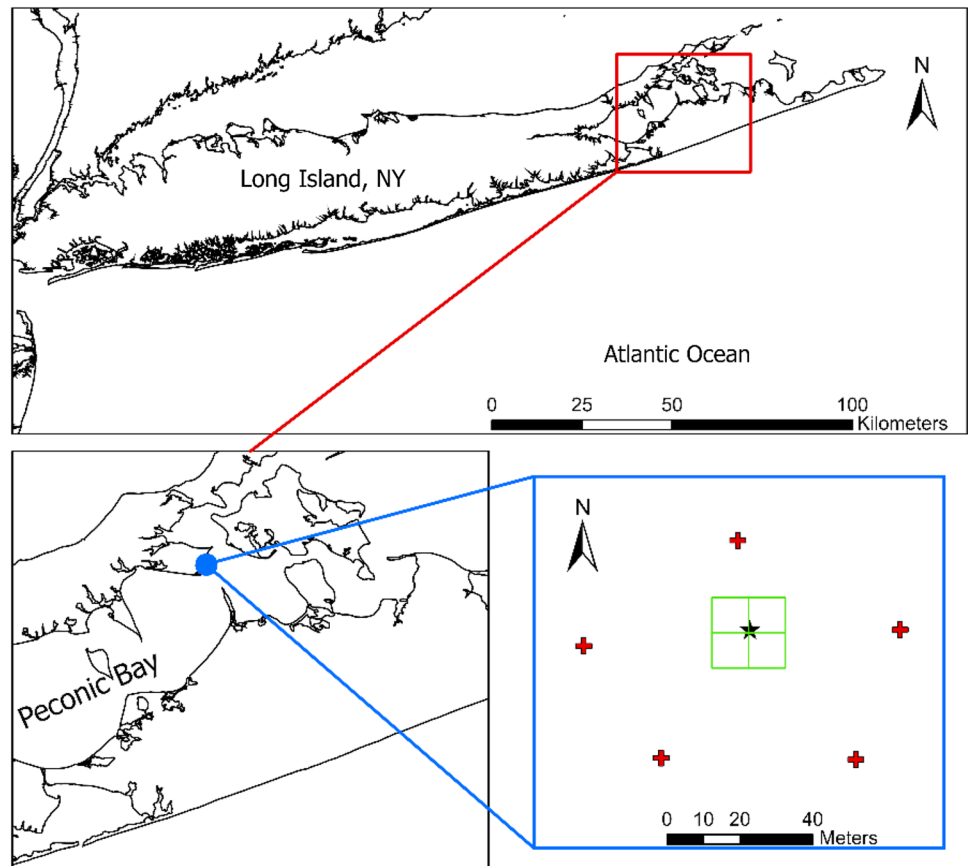 N
Long Island, NY
Atlantic Ocean
0 25 50 100
Kilometers
Peconic Bay
N
0 10 20 40
Meters